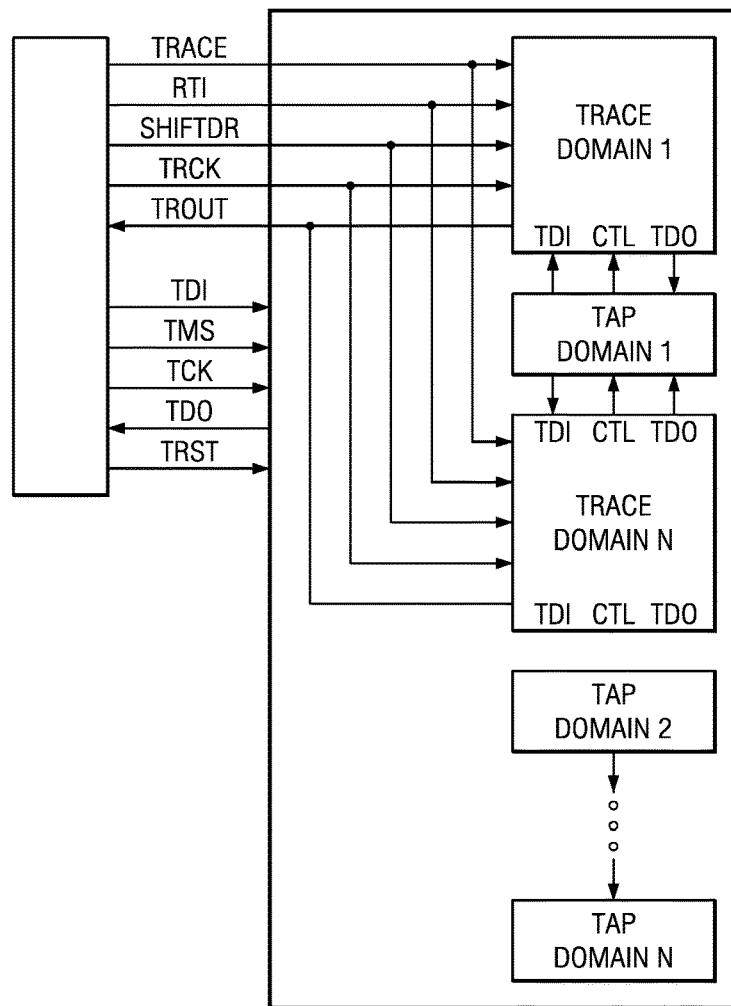 TRACE
RTI
SHIFTDR
TRCK
TROUT
TDI
TMS
TCK
TDO
TRST
TRACE
DOMAIN 1
TDI CTL TDO
TAP
DOMAIN 1
TDI CTL TDO
TRACE
DOMAIN N
TDI CTL TDO
TAP
DOMAIN 2
TAP
DOMAIN N